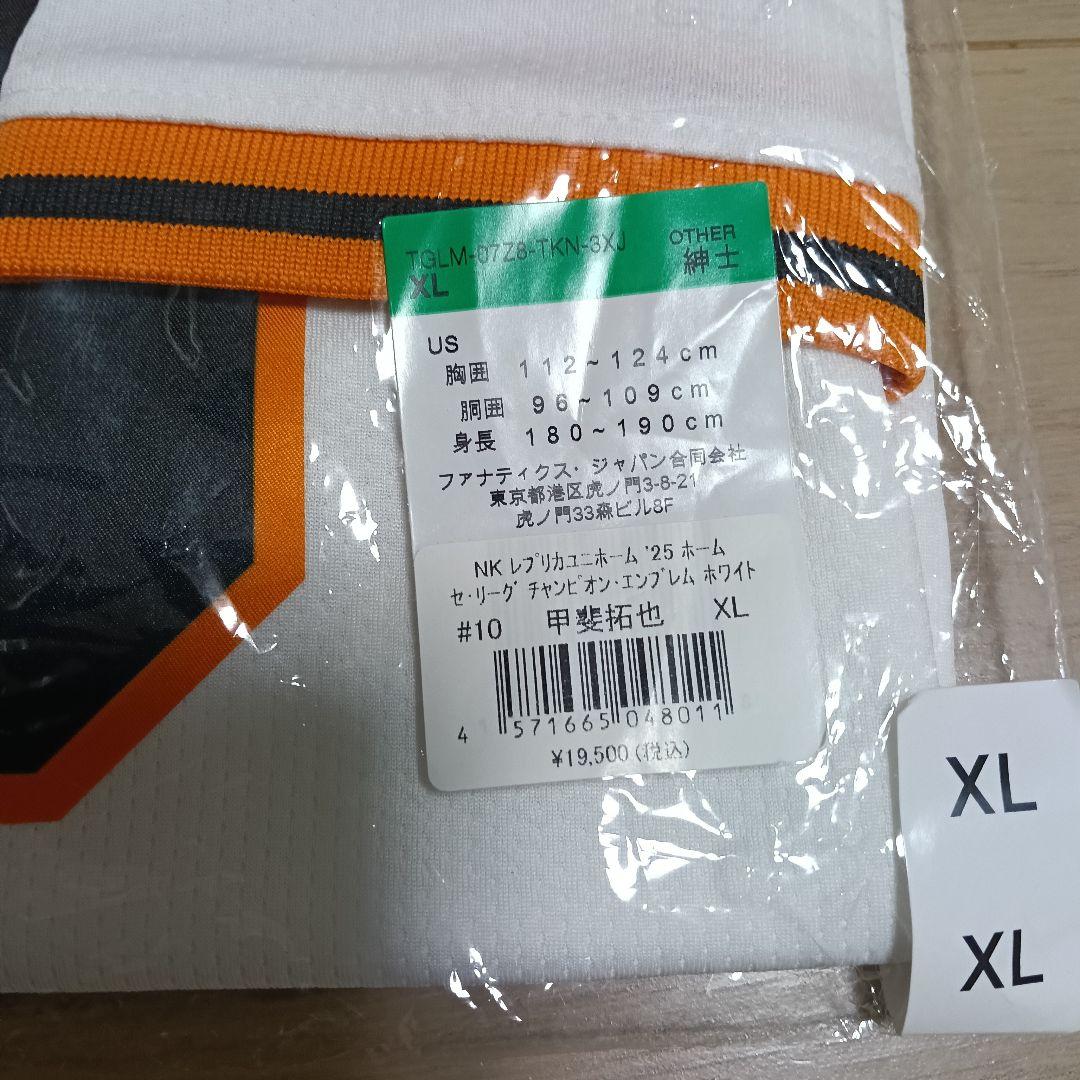 TGLM-07Z8-TKN-3XJ OTHER
XL 紳士
US
胸囲 112~124cm
胴囲 96~109cm
身長 180~190cm
ファナティクス・ジャパン合同会社
東京都港区虎ノ門3-8-21
虎ノ門33森ビル8F
NK レプリカユニホーム '25 ホーム
セ・リーグ チャンピオン・エンブレム ホワイト
#10 甲斐拓也 XL
4 571665 048011
¥19,500(税込)
XL
XL